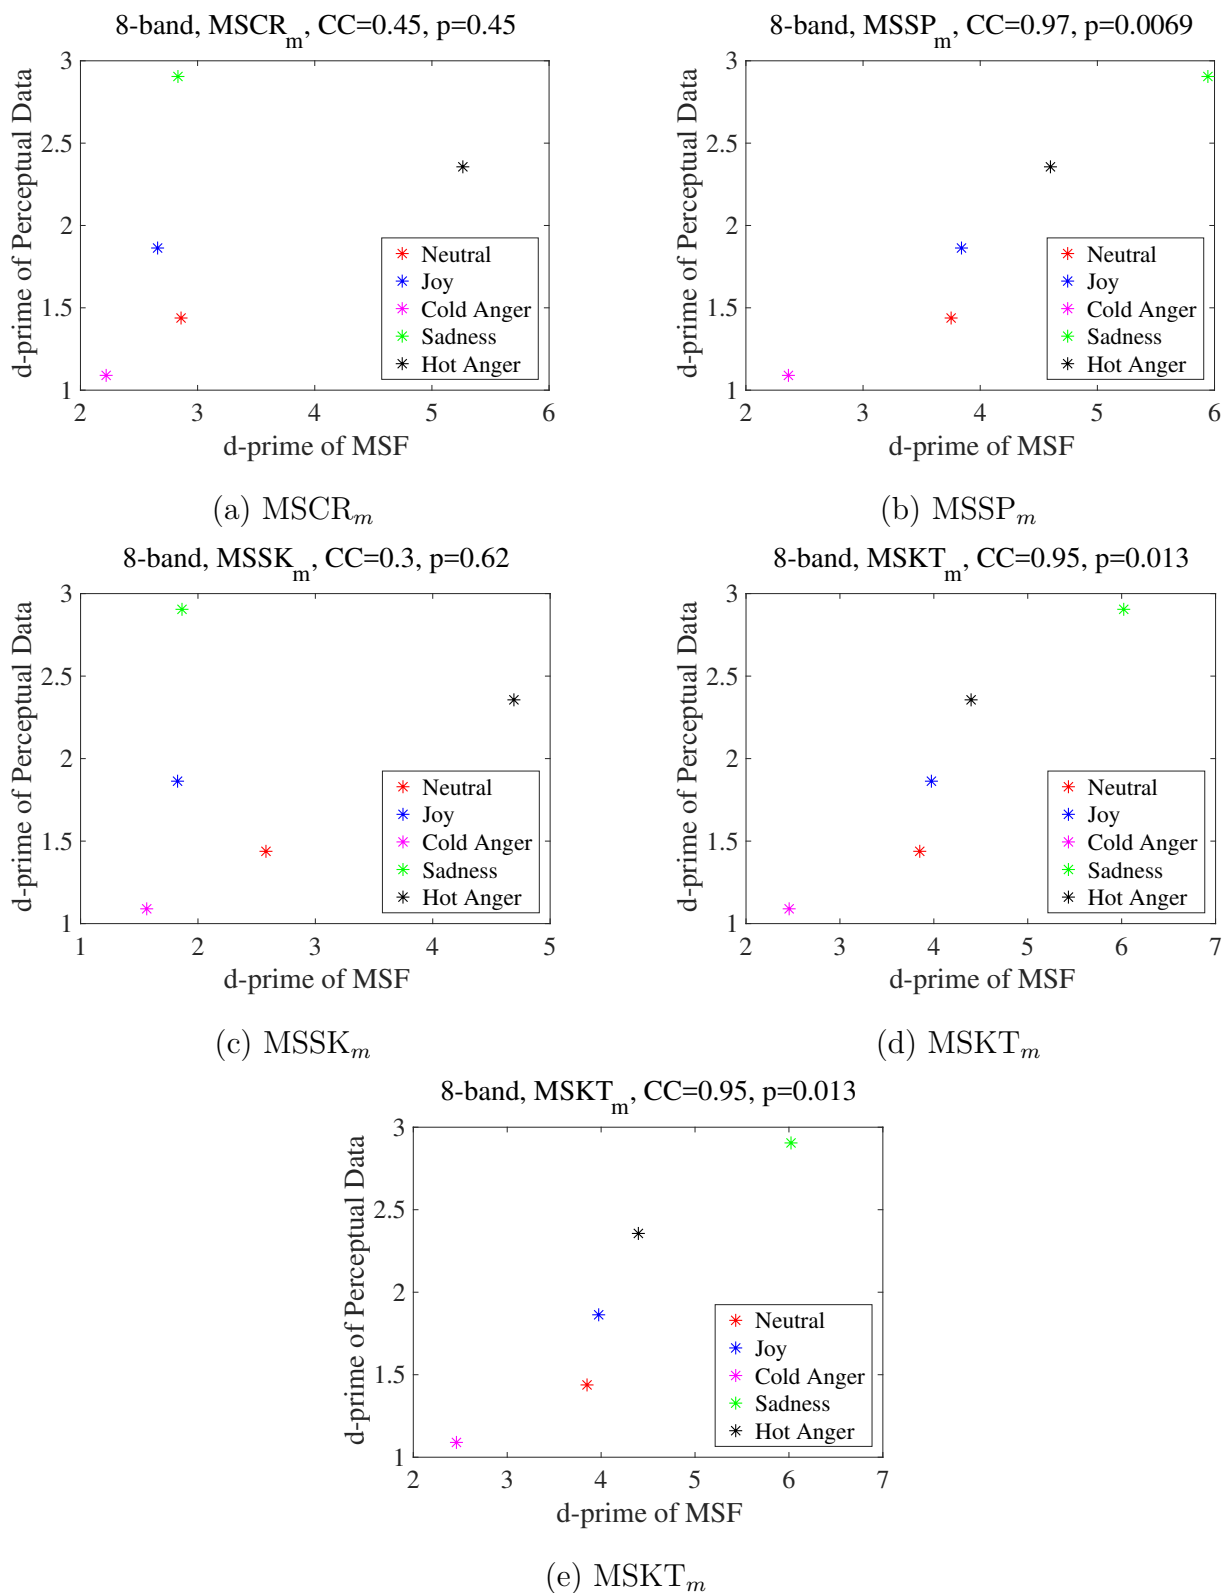 8-band, MSCR_m, CC=0.45, p=0.45
3
2.5
2
1.5
1
d-prime of Perceptual Data
Neutral
Joy
Cold Anger
Sadness
Hot Anger
2 3 4 5 6
d-prime of MSF
(a) MSCR_m
8-band, MSSP_m, CC=0.97, p=0.0069
3
2.5
2
1.5
1
d-prime of Perceptual Data
Neutral
Joy
Cold Anger
Sadness
Hot Anger
2 3 4 5 6
d-prime of MSF
(b) MSSP_m
8-band, MSSK_m, CC=0.3, p=0.62
3
2.5
2
1.5
1
d-prime of Perceptual Data
Neutral
Joy
Cold Anger
Sadness
Hot Anger
1 2 3 4 5
d-prime of MSF
(c) MSSK_m
8-band, MSKT_m, CC=0.95, p=0.013
3
2.5
2
1.5
1
d-prime of Perceptual Data
Neutral
Joy
Cold Anger
Sadness
Hot Anger
2 3 4 5 6 7
d-prime of MSF
(d) MSKT_m
8-band, MSKT_m, CC=0.95, p=0.013
3
2.5
2
1.5
1
d-prime of Perceptual Data
Neutral
Joy
Cold Anger
Sadness
Hot Anger
2 3 4 5 6 7
d-prime of MSF
(e) MSKT_m